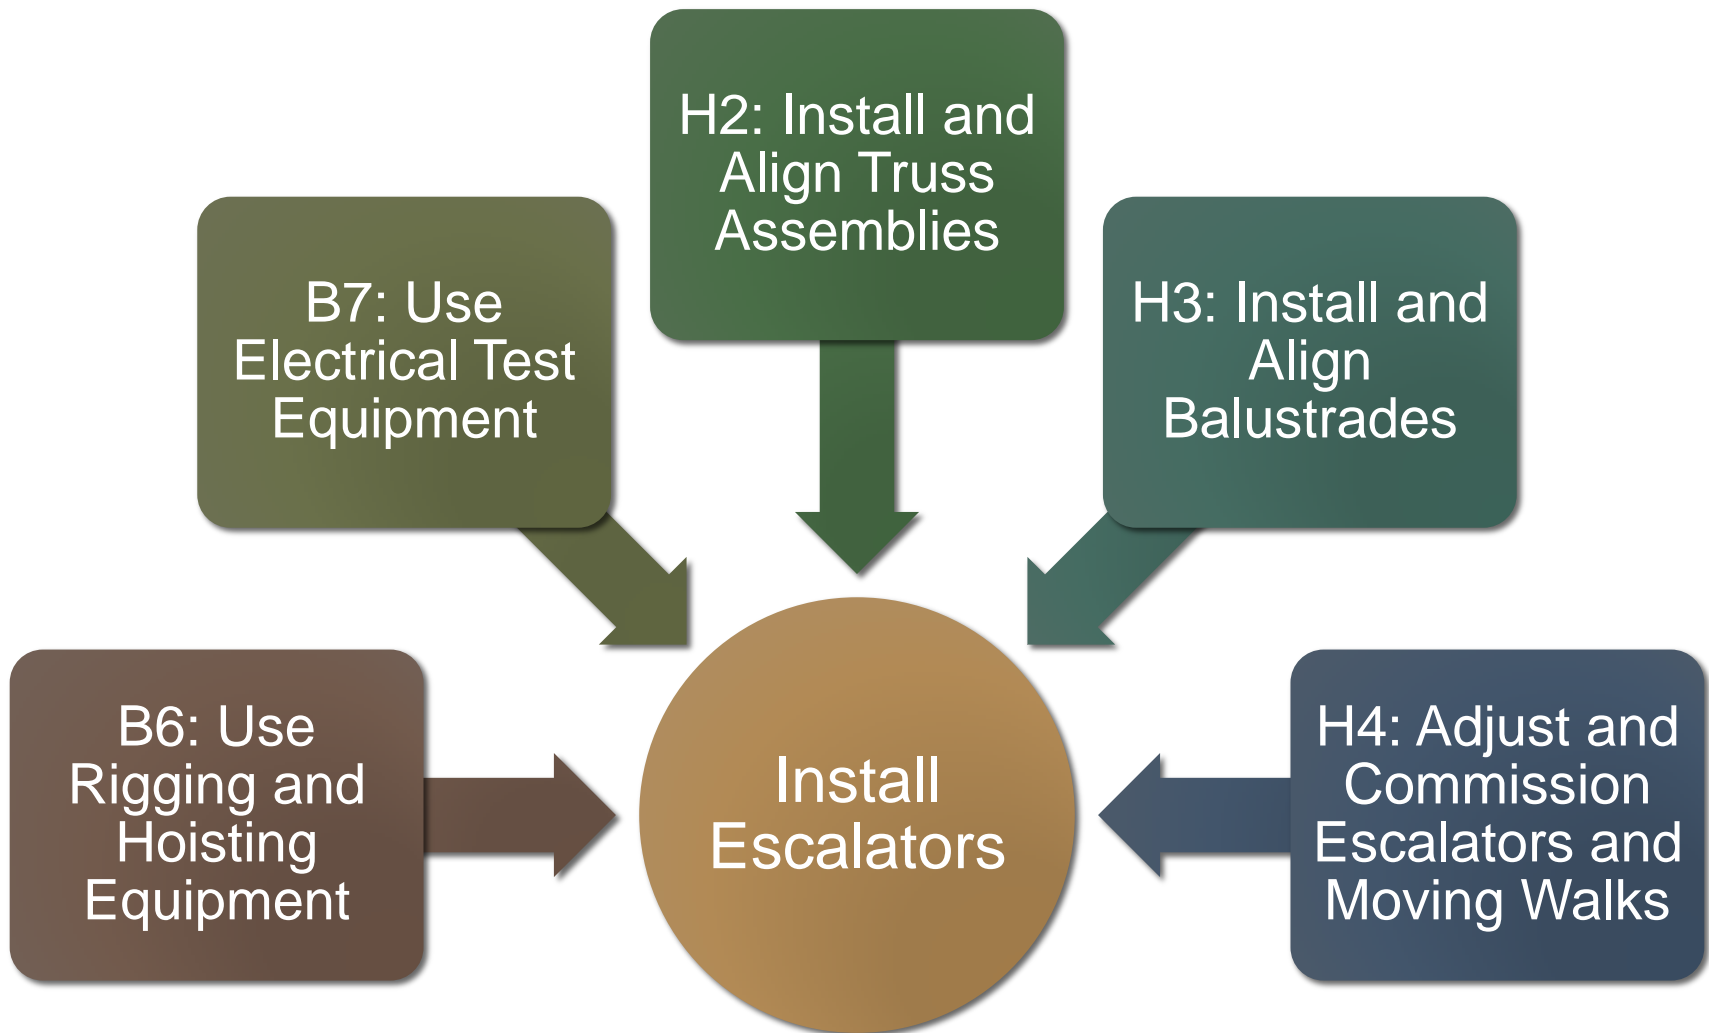 H2: Install and
Align Truss
Assemblies
B7: Use
Electrical Test
Equipment
H3: Install and
Align
Balustrades
B6: Use
Rigging and
Hoisting
Equipment
Install
Escalators
H4: Adjust and
Commission
Escalators and
Moving Walks